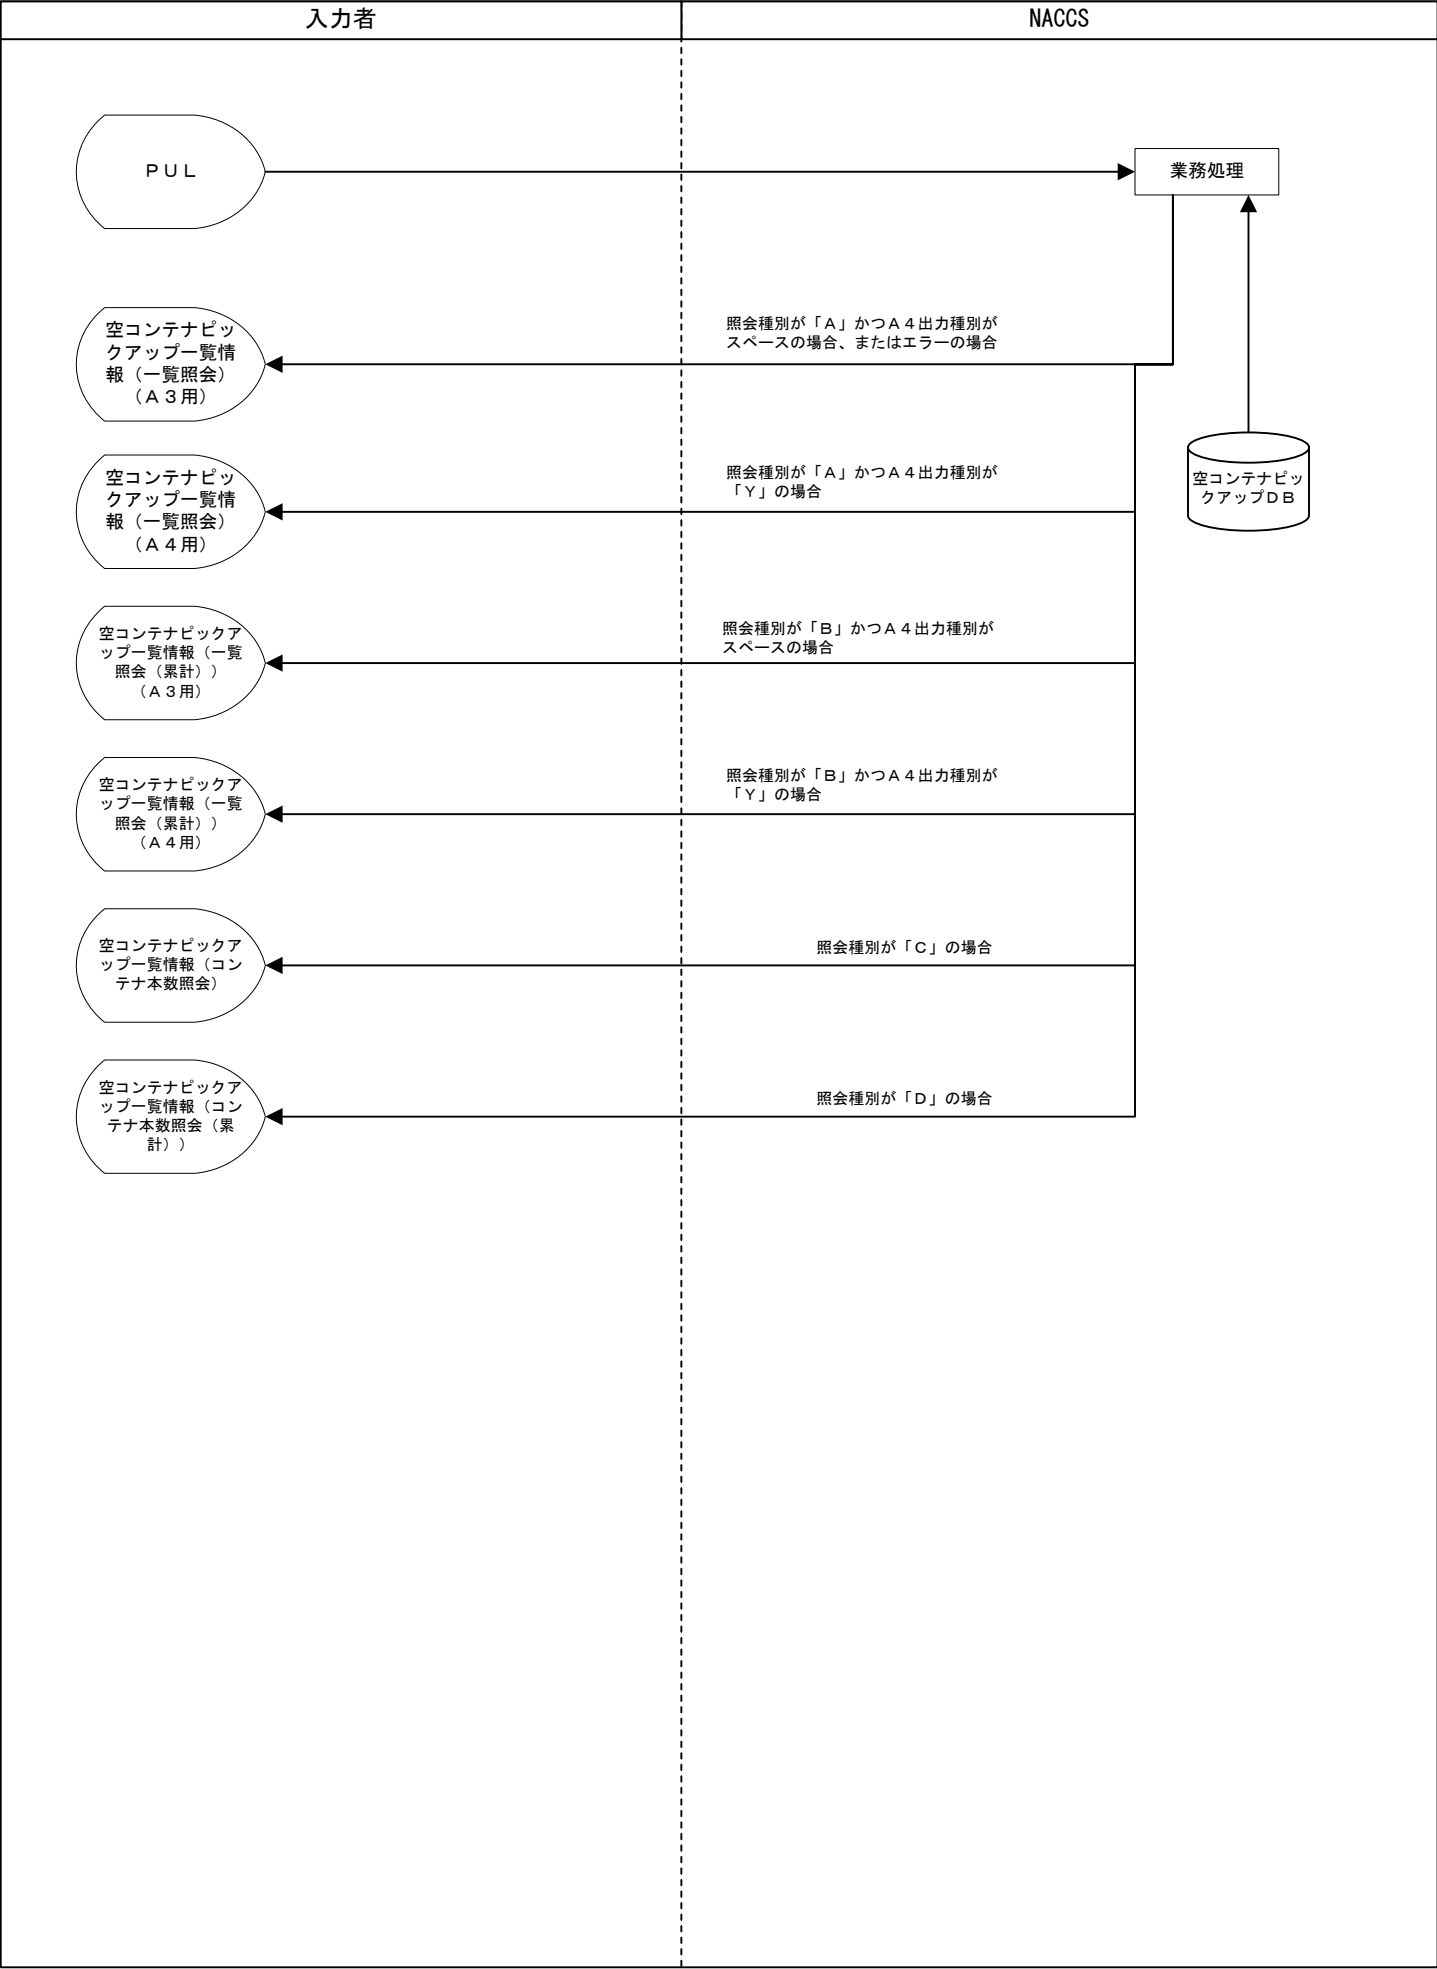 入力者
NACCS
ＰＵＬ
業務処理
空コンテナピッ
クアップ一覧情
報（一覧照会）
（Ａ３用）
照会種別が「Ａ」かつＡ４出力種別が
スペースの場合、またはエラーの場合
空コンテナピッ
クアップＤＢ
空コンテナピッ
クアップ一覧情
報（一覧照会）
（Ａ４用）
照会種別が「Ａ」かつＡ４出力種別が
「Ｙ」の場合
空コンテナピックア
ップ一覧情報（一覧
照会（累計））
（Ａ３用）
照会種別が「Ｂ」かつＡ４出力種別が
スペースの場合
空コンテナピックア
ップ一覧情報（一覧
照会（累計））
（Ａ４用）
照会種別が「Ｂ」かつＡ４出力種別が
「Ｙ」の場合
空コンテナピックア
ップ一覧情報（コン
テナ本数照会）
照会種別が「Ｃ」の場合
空コンテナピックア
ップ一覧情報（コン
テナ本数照会（累
計））
照会種別が「Ｄ」の場合